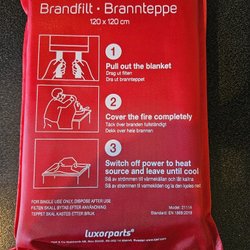 Brandfilt • Brannteppe
120 x 120 cm
1
Pull out the blanket
Drag ut filten
Dra ut brannteppet
2
Cover the fire completely
Täck över branden fullständigt
Dekk over hele brannen
3
Switch off power to heat
source and leave until cool
Slå av strömmen till värmekällan och låt kallna
Slå av strømmen til varmekilden og la den kjøles ned
FOR SINGLE USE ONLY, DISPOSE AFTER USE
FILTEN SKALL BYTAS EFTER ANVÄNDNING
TEPPET SKAL KASTES ETTER BRUK
Model: 21114
Standard: EN 1869:2019
luxorparts®